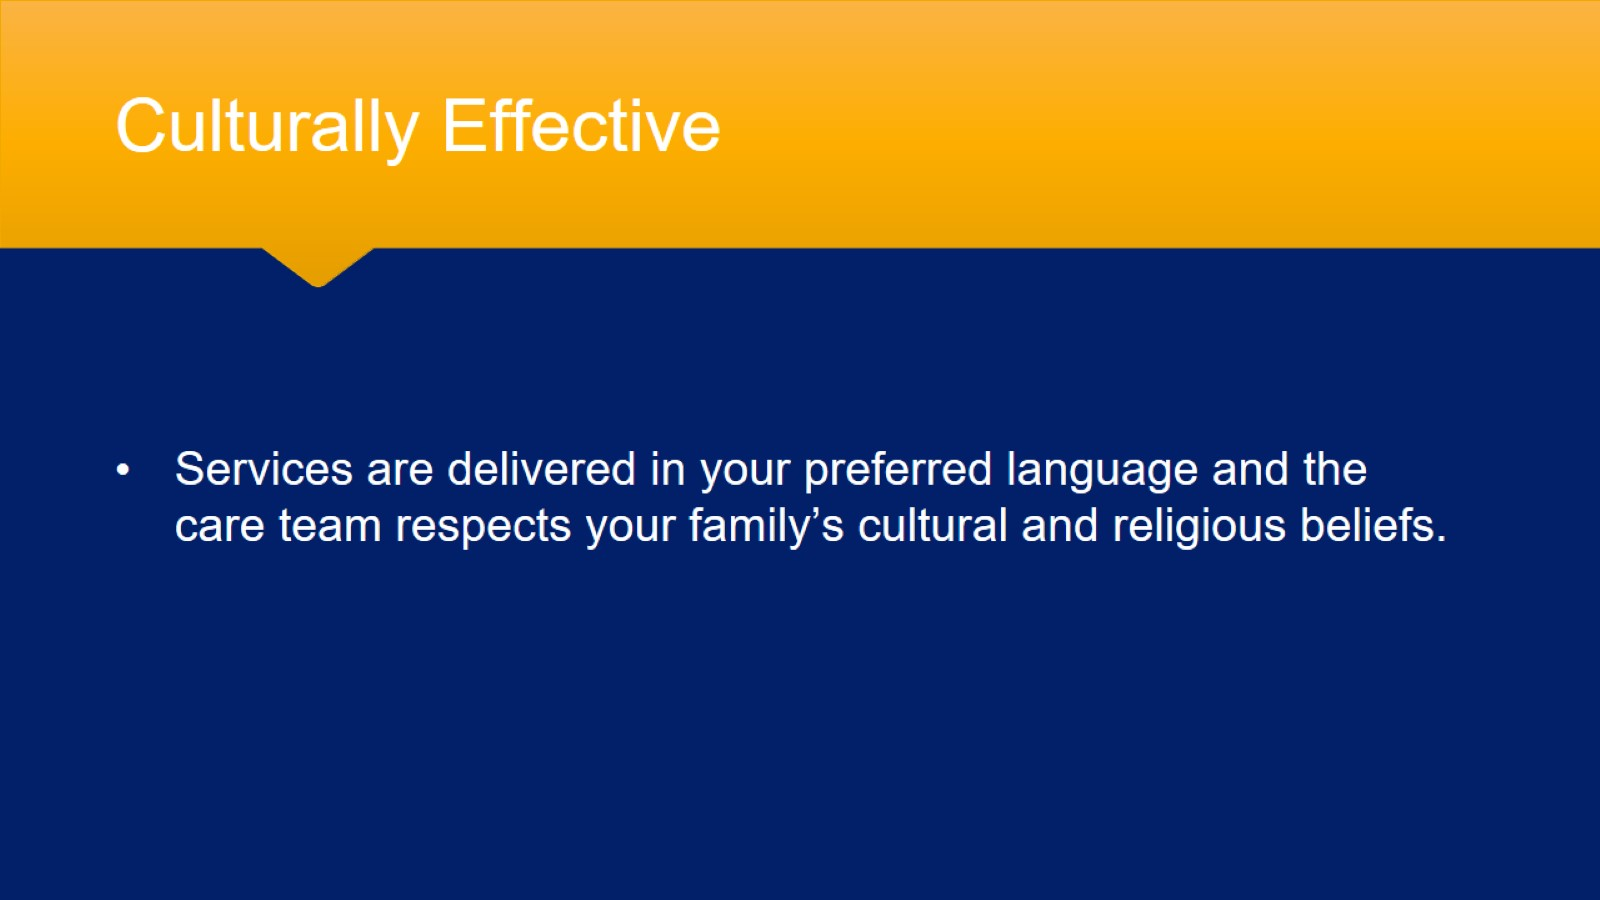 Culturally Effective
• Services are delivered in your preferred language and the
care team respects your family’s cultural and religious beliefs.